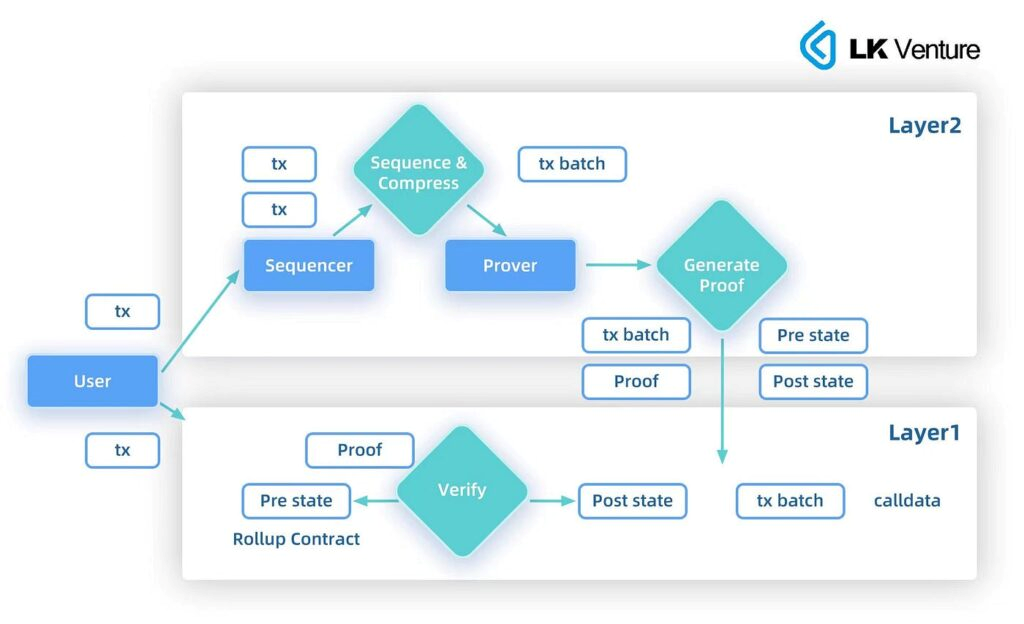 LK Venture
Layer2
tx
Sequence &
Compress
tx batch
tx
Sequencer
Prover
Generate
Proof
tx
tx batch
Pre state
User
Proof
Post state
Layer1
tx
Proof
Verify
Pre state
Post state
tx batch
calldata
Rollup Contract